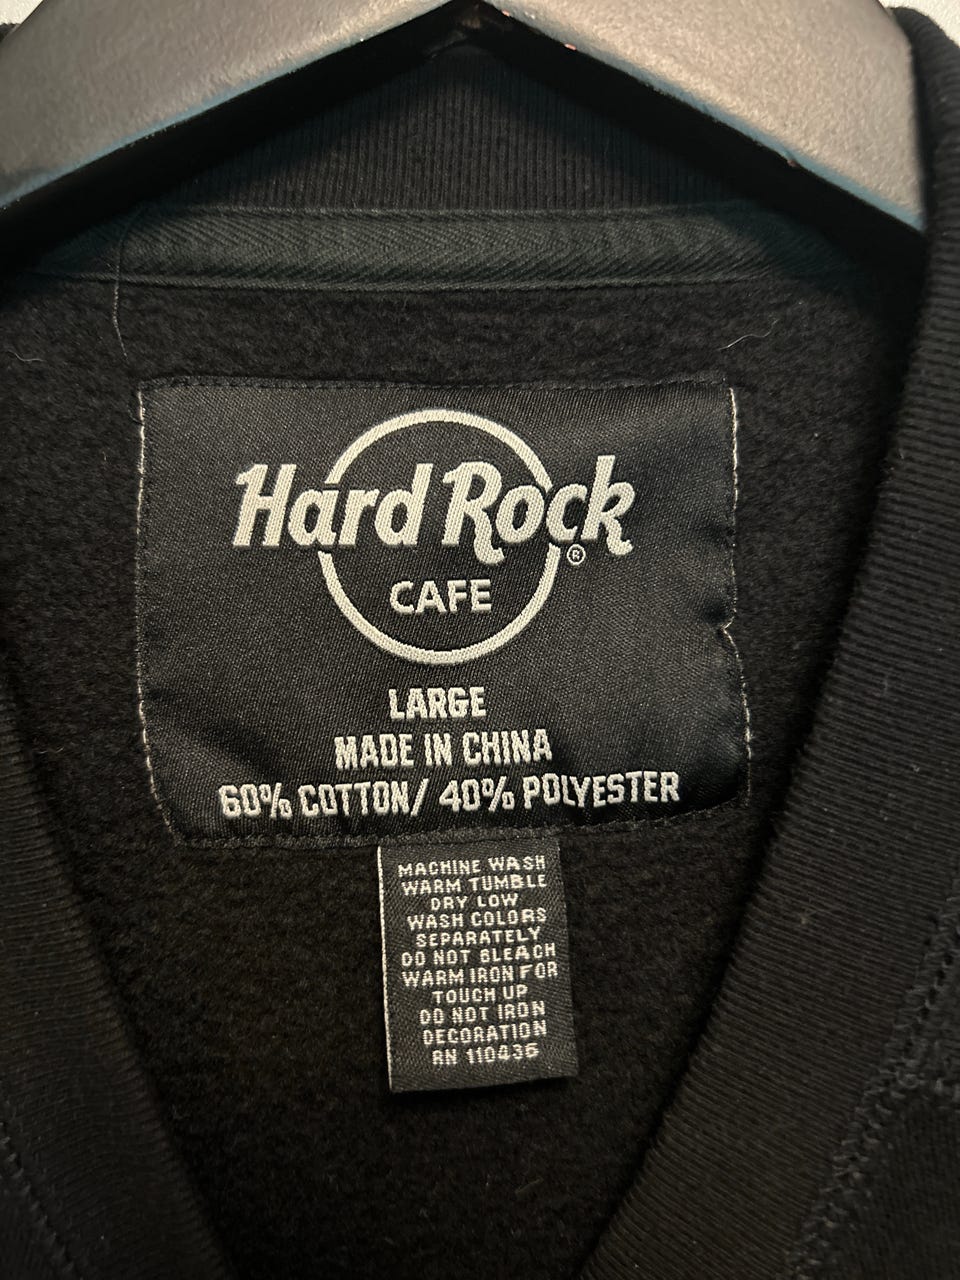 Hard Rock
®
CAFE
LARGE
MADE IN CHINA
60% COTTON/ 40% POLYESTER
MACHINE WASH
WARM TUMBLE
DRY LOW
WASH COLORS
SEPARATELY
DO NOT BLEACH
WARM IRON FOR
TOUCH UP
DO NOT IRON
DECORATION
RN 110436